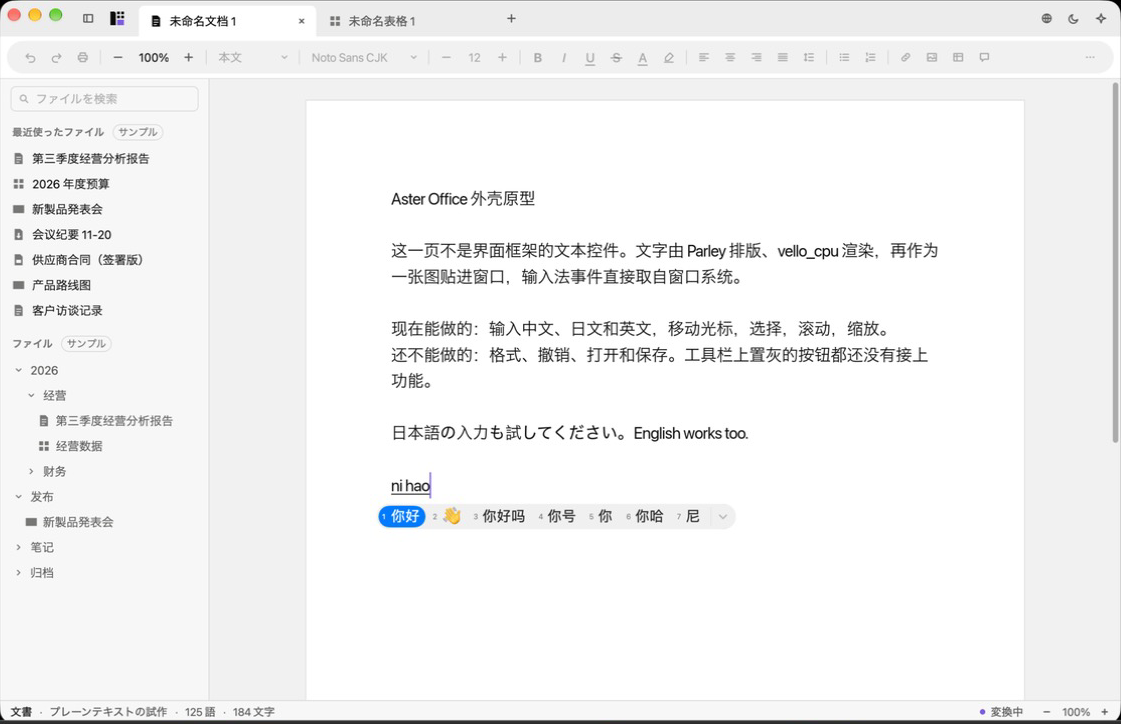 未命名文档 1
未命名表格 1
100%
本文
Noto Sans CJK
12
B I U S A
ファイルを検索
最近使ったファイル サンプル
第三季度经营分析报告
2026 年度预算
新製品発表会
会议纪要 11-20
供应商合同（签署版）
产品路线图
客户访谈记录
ファイル サンプル
2026
经营
第三季度经营分析报告
经营数据
财务
发布
新製品発表会
笔记
归档
Aster Office 外壳原型
这一页不是界面框架的文本控件。文字由 Parley 排版、vello_cpu 渲染，再作为
一张图贴进窗口，输入法事件直接取自窗口系统。
现在能做的：输入中文、日文和英文，移动光标，选择，滚动，缩放。
还不能做的：格式、撤销、打开和保存。工具栏上置灰的按钮都还没有接上
功能。
日本語の入力も試してください。English works too.
ni hao
1 你好 2 👋 3 你好吗 4 你号 5 你 6 你哈 7 尼
文書 · プレーンテキストの試作 · 125 語 · 184 文字
変換中
100%